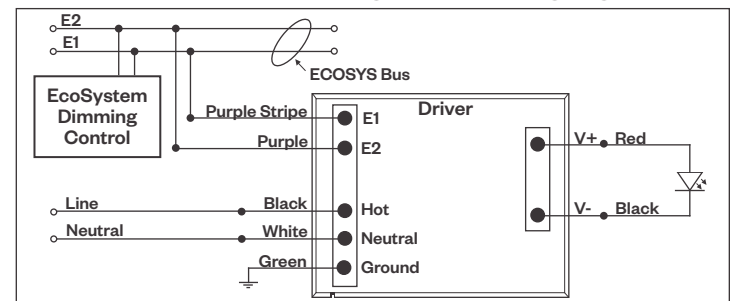 E2
E1
ECOSYS Bus
EcoSystem
Dimming
Control
Driver
Purple Stripe
E1
Purple
E2
V+
Red
Line
Black
Hot
V-
Black
Neutral
White
Neutral
Green
Ground